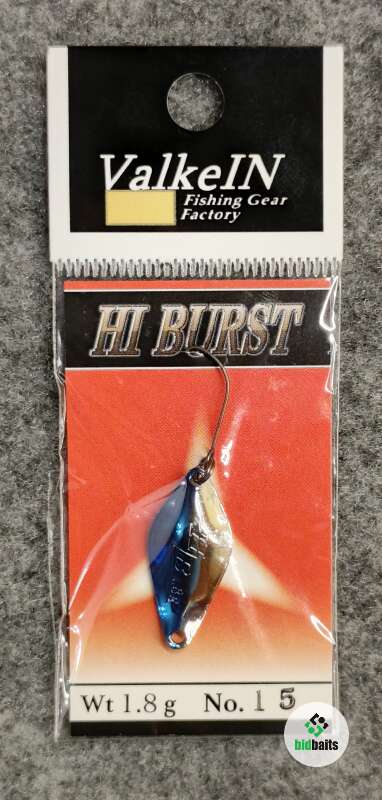 ValkeIN
Fishing Gear
Factory
HI BURST
Wt 1.8g No. 15
bidbaits